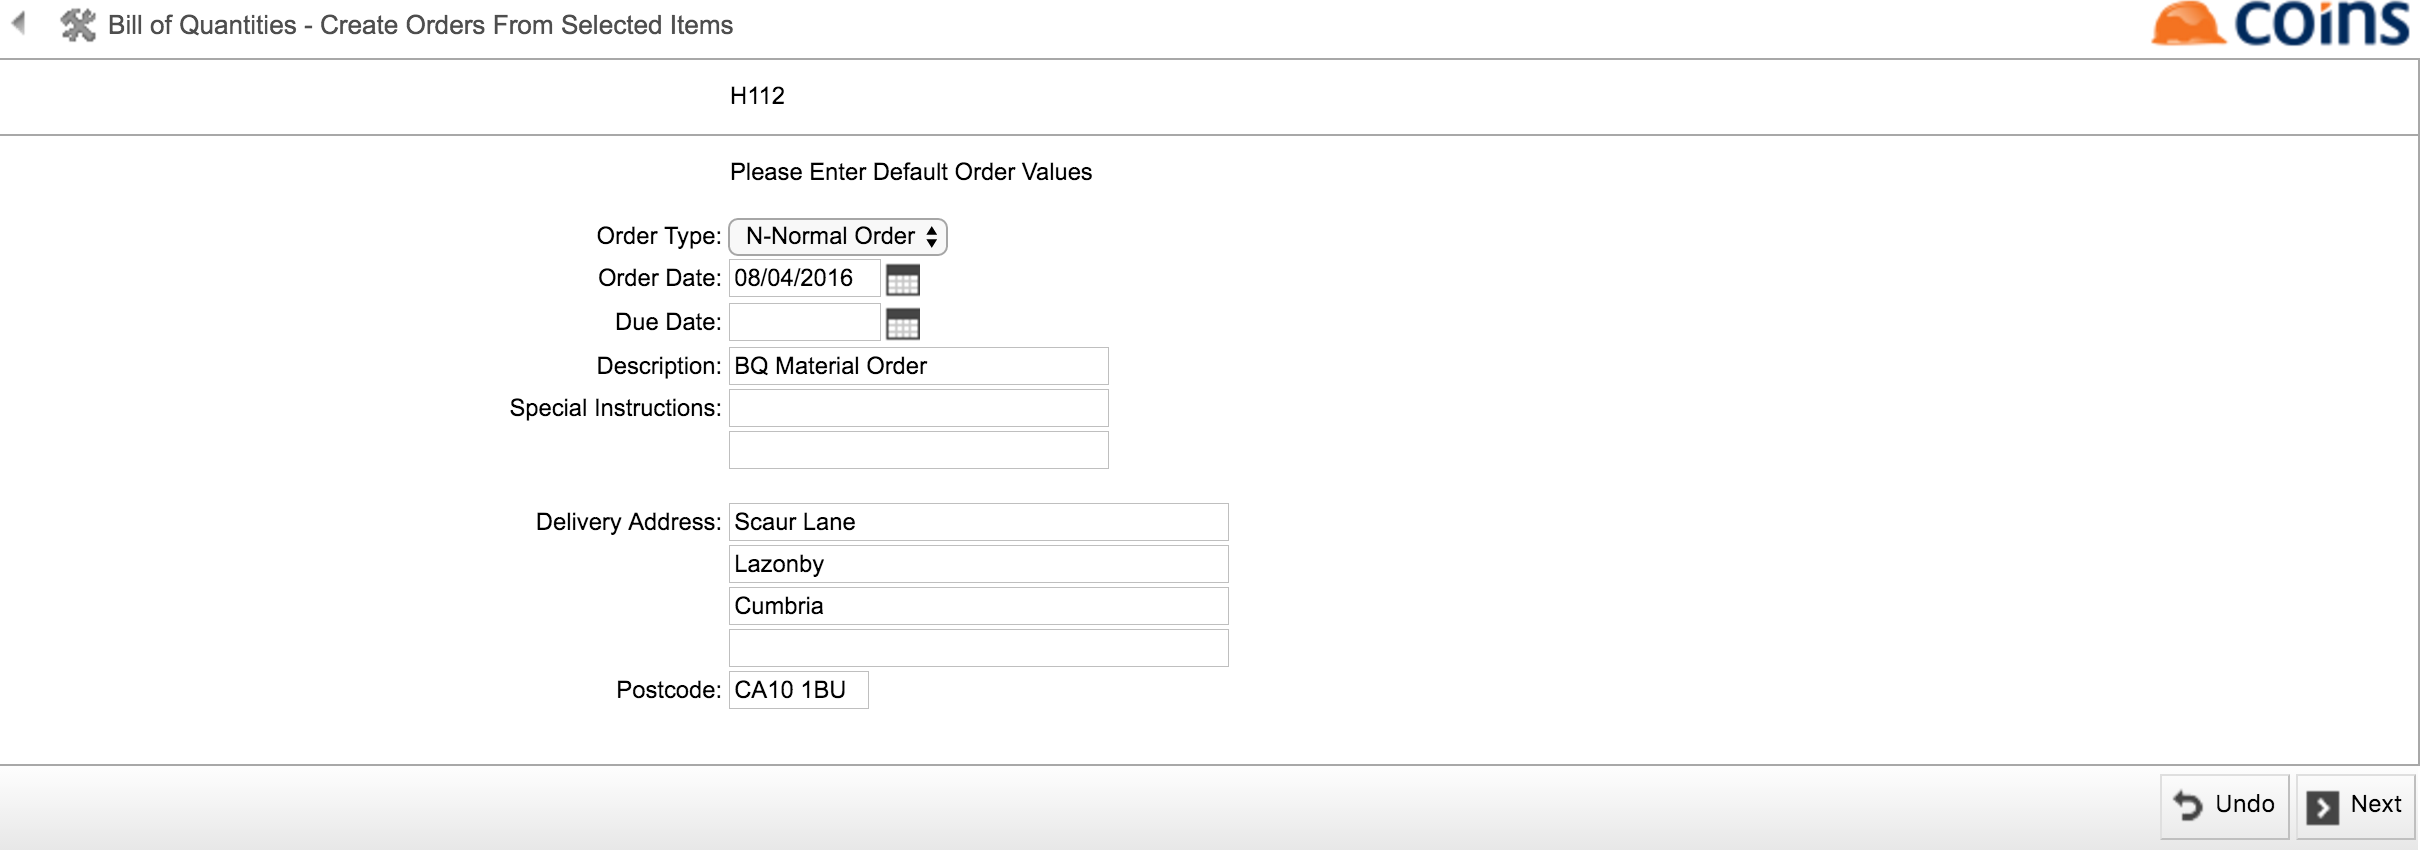 Bill of Quantities - Create Orders From Selected Items
coins
H112
Please Enter Default Order Values
Order Type: N-Normal Order
Order Date: 08/04/2016
Due Date:
Description: BQ Material Order
Special Instructions:
Delivery Address: Scaur Lane
Lazonby
Cumbria
Postcode: CA10 1BU
Undo Next